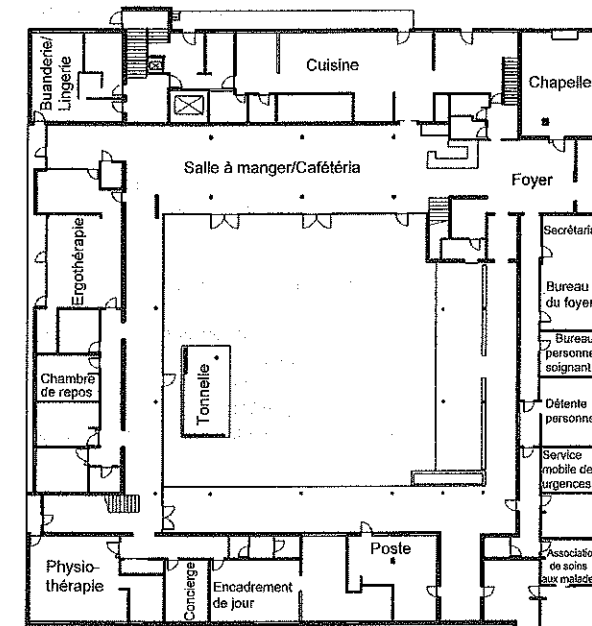 Buanderie/
Lingerie
Cuisine
Chapelle
Salle à manger/Cafétéria
Foyer
Ergothérapie
Secrétaria
Bureau
du foyer
Bureau
personne
soignant
Chambre
de repos
Tonnelle
Détente
personne
Service
mobile de
urgences
Physio-
thérapie
Concierge
Encadrement
de jour
Poste
Association
de soins
aux malade